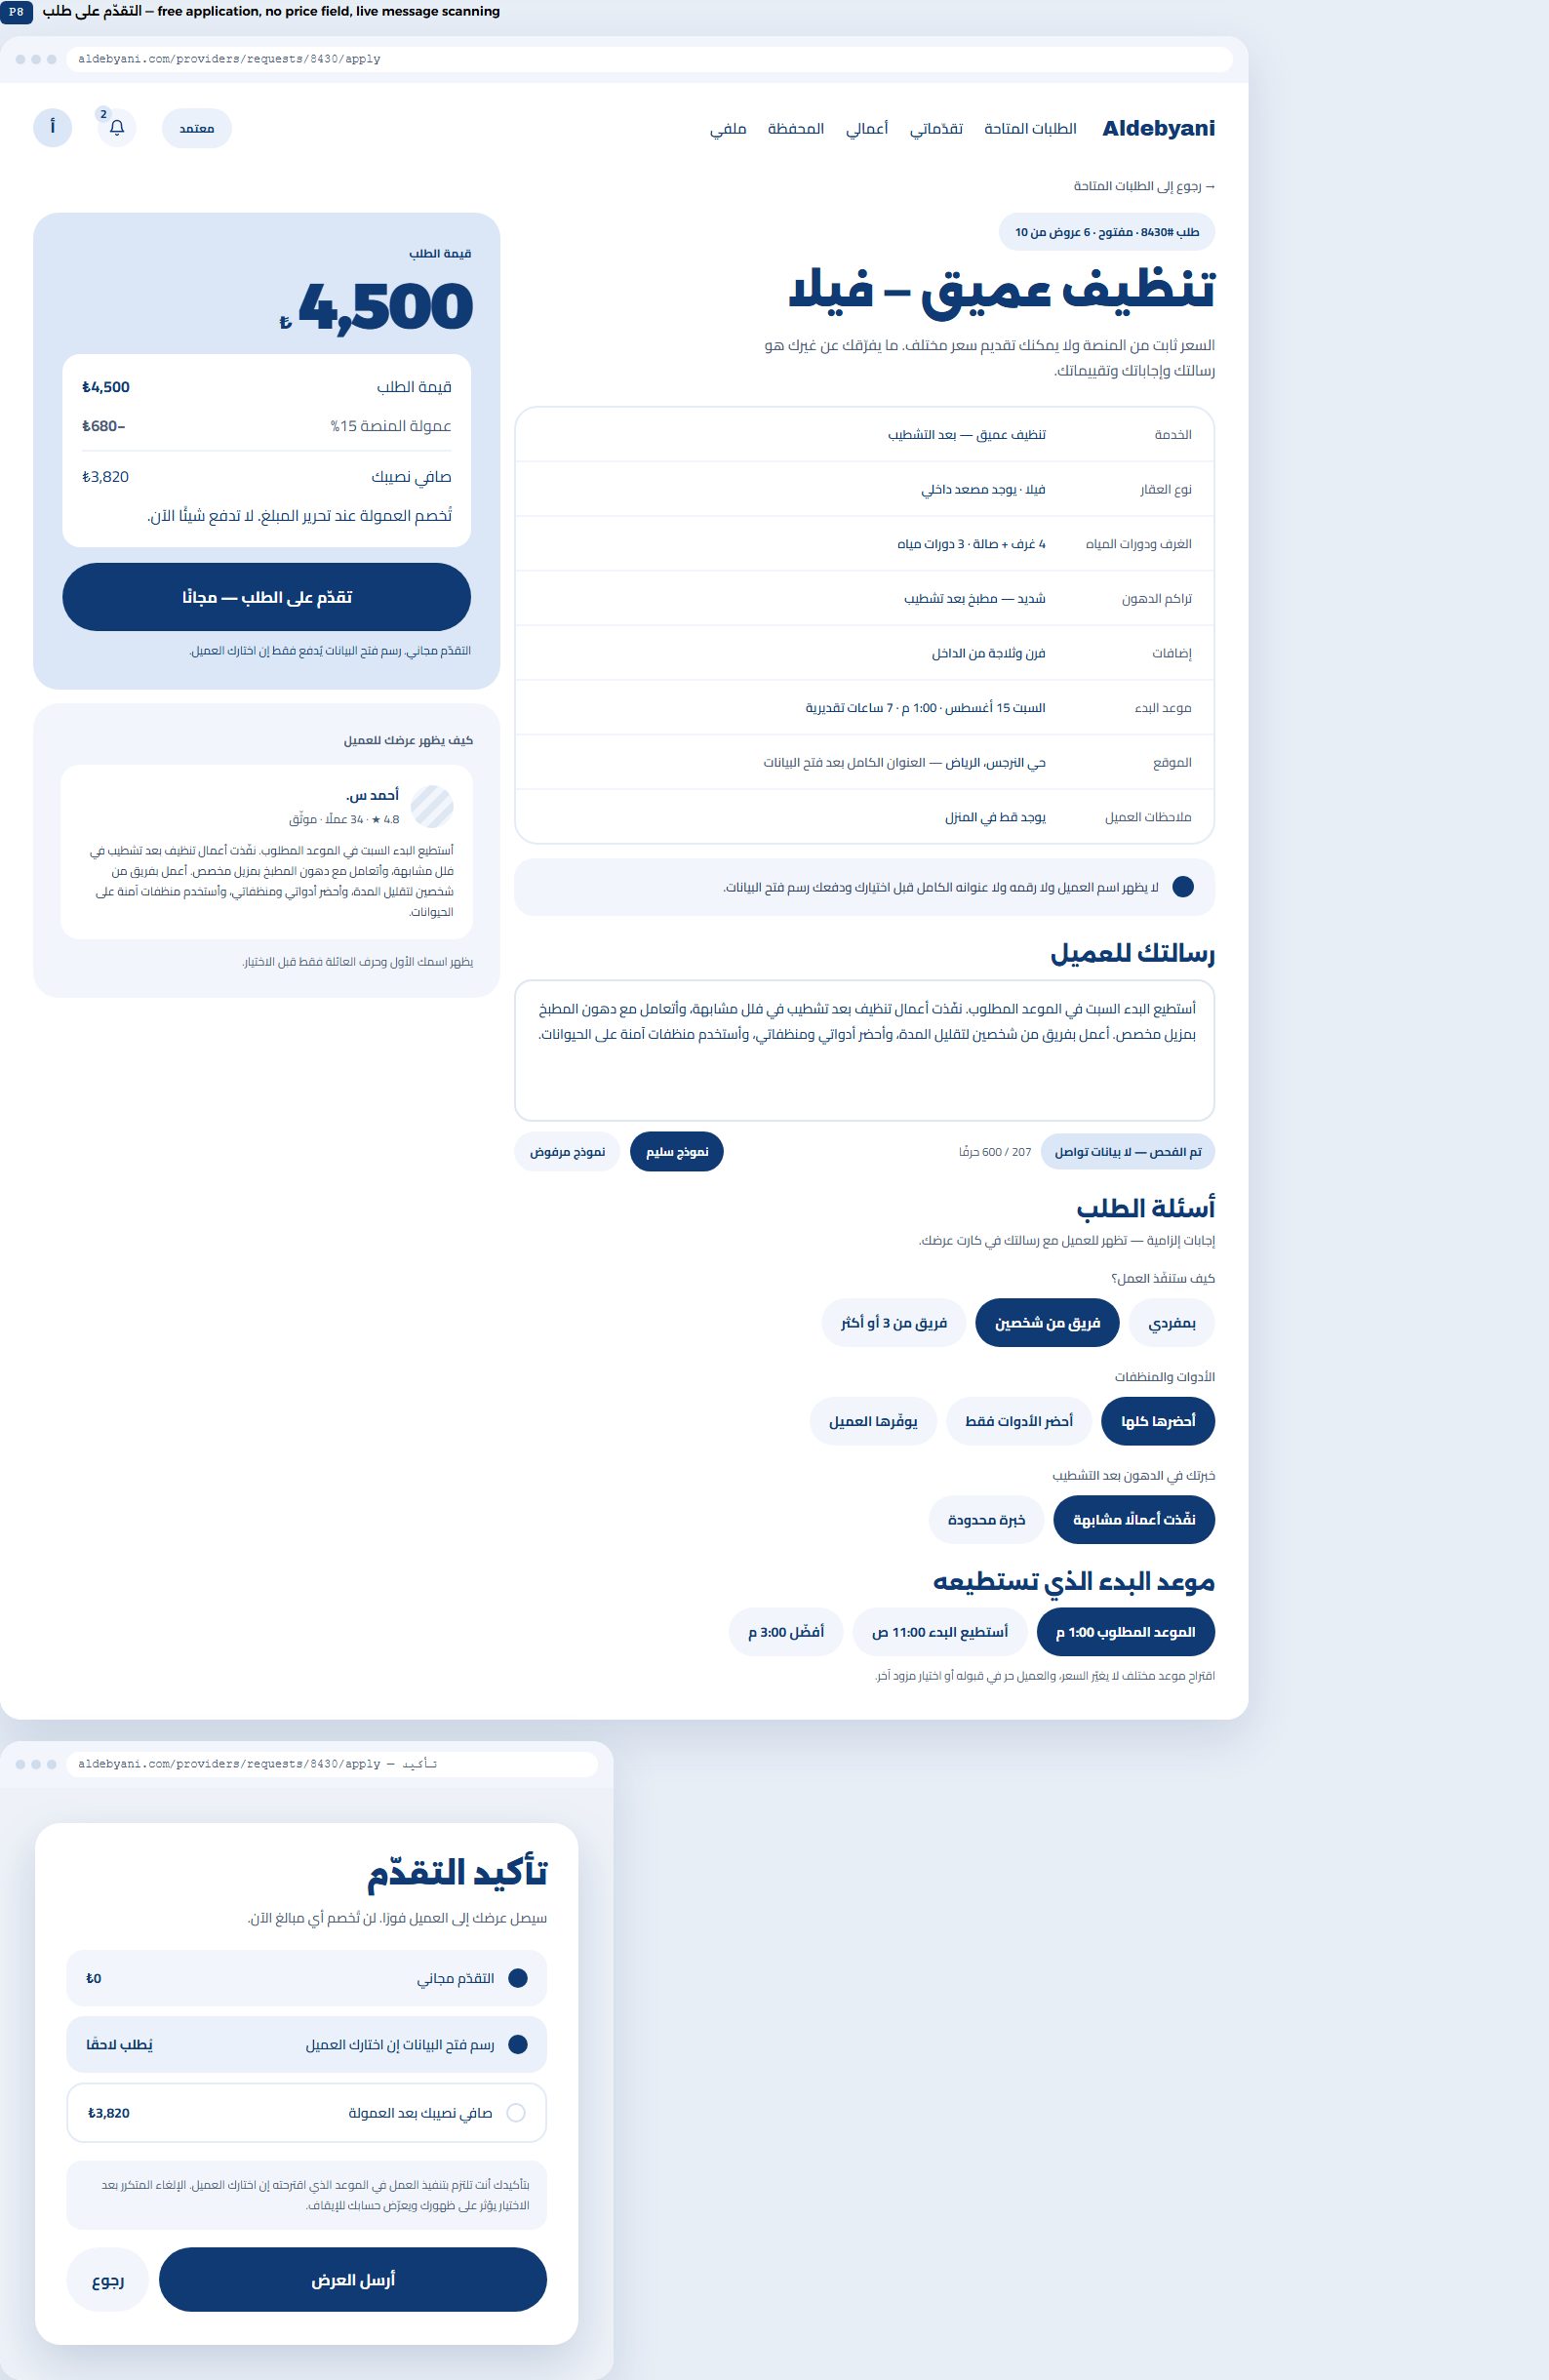 P8 التقدّم على طلب — free application, no price field, live message scanning
aldebyani.com/providers/requests/8430/apply
Aldebyani الطلبات المتاحة تقدّماتي أعمالي المحفظة ملفي معتمد 2 أ
→ رجوع إلى الطلبات المتاحة
طلب #8430 · مفتوح · 6 عروض من 10
تنظيف عميق – فيلا
السعر ثابت من المنصة ولا يمكنك تقديم سعر مختلف. ما يفرّقك عن غيرك هو
رسالتك وإجاباتك وتقييماتك.
الخدمة تنظيف عميق — بعد التشطيب
نوع العقار فيلا · يوجد مصعد داخلي
الغرف ودورات المياه 4 غرف + صالة · 3 دورات مياه
تراكم الدهون شديد — مطبخ بعد تشطيب
إضافات فرن وثلاجة من الداخل
موعد البدء السبت 15 أغسطس · 1:00 م · 7 ساعات تقديرية
الموقع حي النرجس، الرياض — العنوان الكامل بعد فتح البيانات
ملاحظات العميل يوجد قط في المنزل
لا يظهر اسم العميل ولا رقمه ولا عنوانه الكامل قبل اختيارك ودفعك رسم فتح البيانات.
رسالتك للعميل
أستطيع البدء السبت في الموعد المطلوب. نفّذت أعمال تنظيف بعد تشطيب في فلل مشابهة، وأتعامل مع دهون المطبخ
بمزيل مخصص. أعمل بفريق من شخصين لتقليل المدة، وأحضر أدواتي ومنظفاتي، وأستخدم منظفات آمنة على الحيوانات.
تم الفحص — لا بيانات تواصل 207 / 600 حرفًا نموذج سليم نموذج مرفوض
أسئلة الطلب
إجابات إلزامية — تظهر للعميل مع رسالتك في كارت عرضك.
كيف ستنفّذ العمل؟
بمفردي فريق من شخصين فريق من 3 أو أكثر
الأدوات والمنظفات
أحضرها كلها أحضر الأدوات فقط يوفّرها العميل
خبرتك في الدهون بعد التشطيب
نفّذت أعمالًا مشابهة خبرة محدودة
موعد البدء الذي تستطيعه
الموعد المطلوب 1:00 م أستطيع البدء 11:00 ص أفضّل 3:00 م
اقتراح موعد مختلف لا يغيّر السعر، والعميل حر في قبوله أو اختيار مزود آخر.
قيمة الطلب
4,500 ₺
قيمة الطلب ₺4,500
عمولة المنصة 15% −₺680
صافي نصيبك ₺3,820
تُخصم العمولة عند تحرير المبلغ. لا تدفع شيئًا الآن.
تقدّم على الطلب — مجانًا
التقدّم مجاني. رسم فتح البيانات يُدفع فقط إن اختارك العميل.
كيف يظهر عرضك للعميل
أحمد س.
4.8 ★ · 34 عملًا · موثّق
أستطيع البدء السبت في الموعد المطلوب. نفّذت أعمال تنظيف بعد تشطيب في
فلل مشابهة، وأتعامل مع دهون المطبخ بمزيل مخصص. أعمل بفريق من
شخصين لتقليل المدة، وأحضر أدواتي ومنظفاتي، وأستخدم منظفات آمنة على
الحيوانات.
يظهر اسمك الأول وحرف العائلة فقط قبل الاختيار.
aldebyani.com/providers/requests/8430/apply — تأكيد
تأكيد التقدّم
سيصل عرضك إلى العميل فورًا. لن تُخصم أي مبالغ الآن.
التقدّم مجاني ₺0
رسم فتح البيانات إن اختارك العميل يُطلب لاحقًا
صافي نصيبك بعد العمولة ₺3,820
بتأكيدك أنت تلتزم بتنفيذ العمل في الموعد الذي اقترحته إن اختارك العميل. الإلغاء المتكرر بعد
الاختيار يؤثر على ظهورك ويعرّض حسابك للإيقاف.
أرسل العرض رجوع